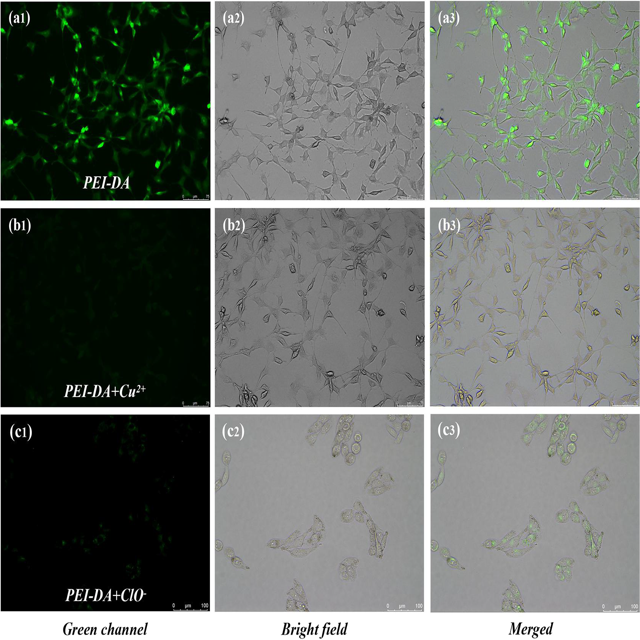 (a1) (a2) (a3)
PEI-DA
(b1) (b2) (b3)
PEI-DA+Cu²⁺
(c1) (c2) (c3)
PEI-DA+ClO⁻
0 μm 100 0 μm 100 0 μm 100
Green channel Bright field Merged